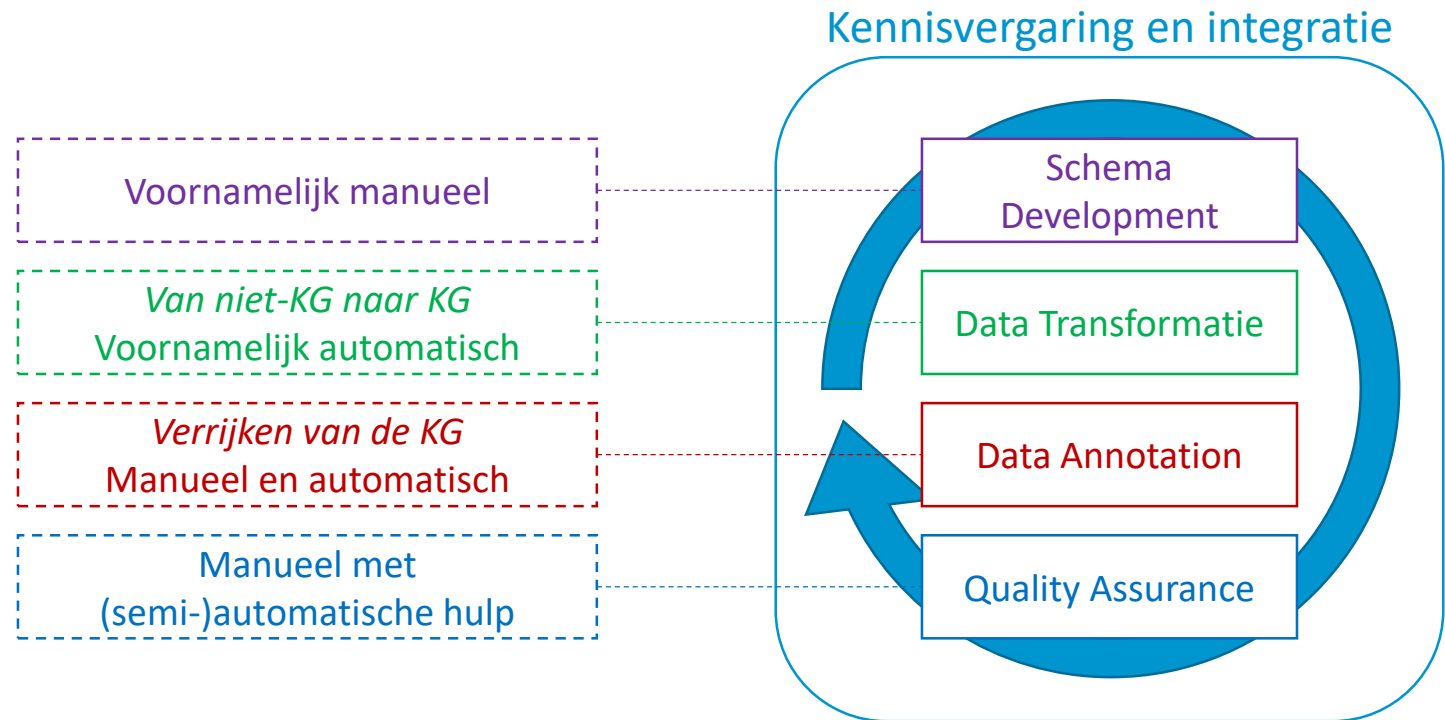 Kennisvergaring en integratie
Voornamelijk manueel
Schema
Development
Van niet-KG naar KG
Voornamelijk automatisch
Data Transformatie
Verrijken van de KG
Manueel en automatisch
Data Annotation
Manueel met
(semi-)automatische hulp
Quality Assurance